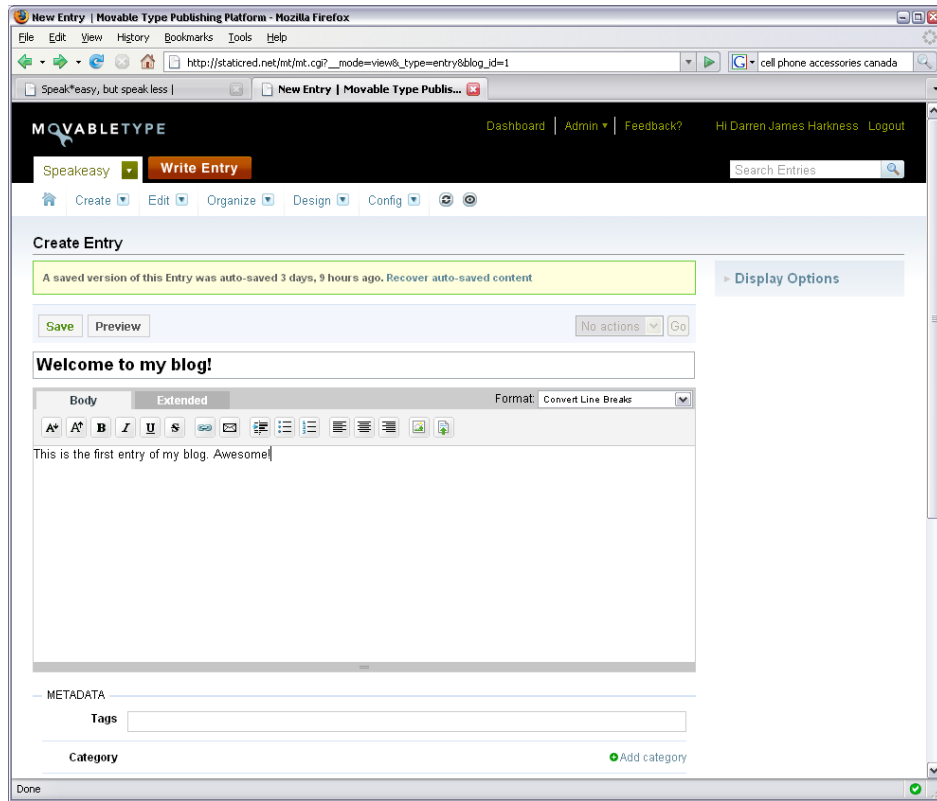 New Entry | Movable Type Publishing Platform - Mozilla Firefox
File Edit View History Bookmarks Tools Help
http://staticred.net/mt/mt.cgi?__mode=view&_type=entry&blog_id=1 G cell phone accessories canada
Speak*easy, but speak less | New Entry | Movable Type Publis...
MOVABLETYPE Dashboard Admin Feedback? Hi Darren James Harkness Logout
Speakeasy Write Entry Search Entries
Create Edit Organize Design Config
Create Entry
A saved version of this Entry was auto-saved 3 days, 9 hours ago. Recover auto-saved content Display Options
Save Preview No actions Go
Welcome to my blog!
Body Extended Format: Convert Line Breaks
A A B I U S
This is the first entry of my blog. Awesome!
METADATA
Tags
Category Add category
Done